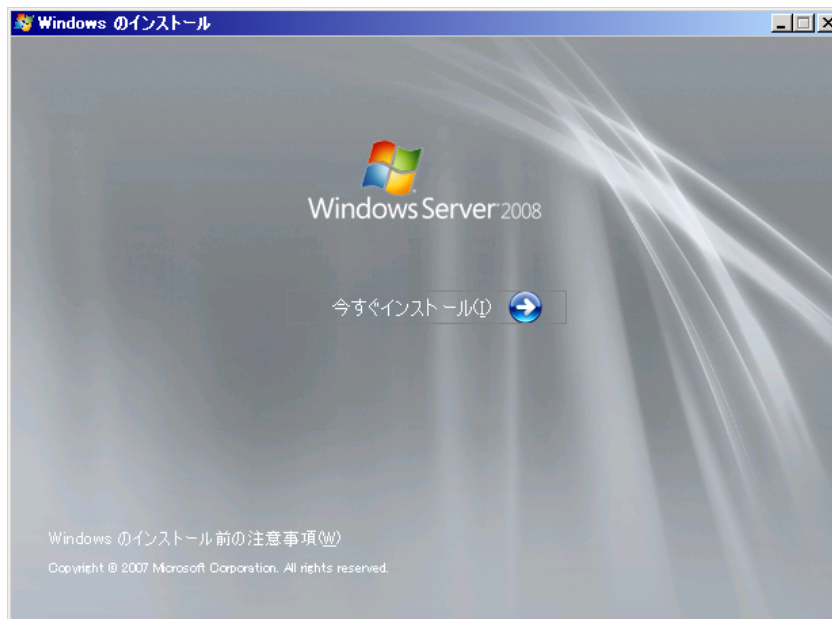 Windows のインストール
Windows Server 2008
今すぐインストール(I)
Windows のインストール前の注意事項(W)
Copyright © 2007 Microsoft Corporation. All rights reserved.